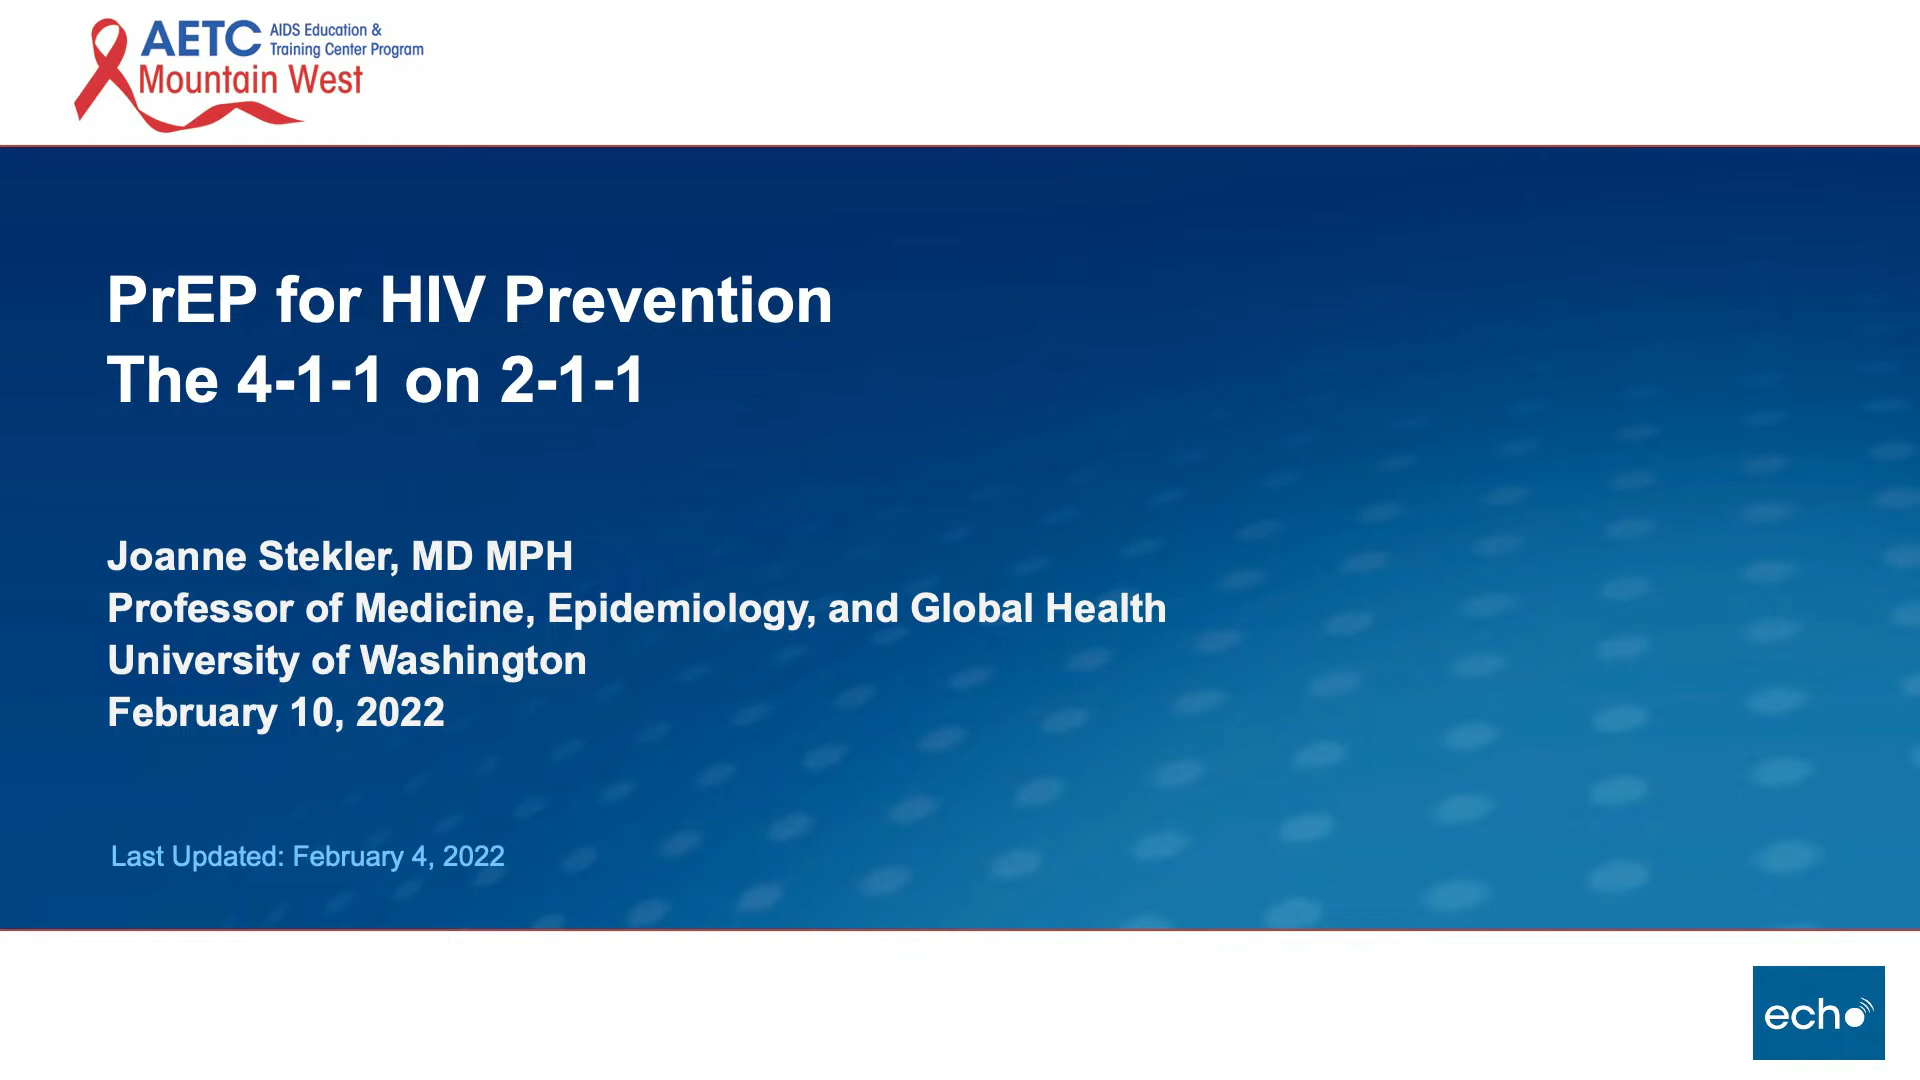 AETC AIDS Education &
Training Center Program
Mountain West
PrEP for HIV Prevention
The 4-1-1 on 2-1-1
Joanne Stekler, MD MPH
Professor of Medicine, Epidemiology, and Global Health
University of Washington
February 10, 2022
Last Updated: February 4, 2022
echo